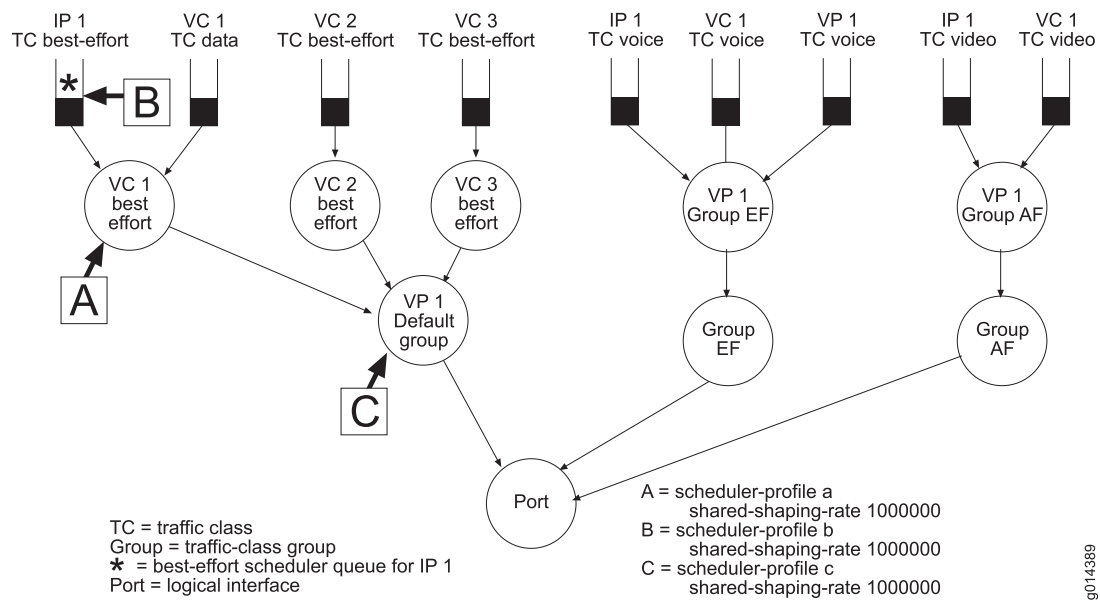 IP 1
TC best-effort
VC 1
TC data
VC 2
TC best-effort
VC 3
TC best-effort
IP 1
TC voice
VC 1
TC voice
VP 1
TC voice
IP 1
TC video
VC 1
TC video
*
B
VC 1
best
effort
VC 2
best
effort
VC 3
best
effort
VP 1
Group EF
VP 1
Group AF
A
VP 1
Default
group
Group
EF
Group
AF
C
Port
TC = traffic class
Group = traffic-class group
* = best-effort scheduler queue for IP 1
Port = logical interface
A = scheduler-profile a
shared-shaping-rate 1000000
B = scheduler-profile b
shared-shaping-rate 1000000
C = scheduler-profile c
shared-shaping-rate 1000000
g014389